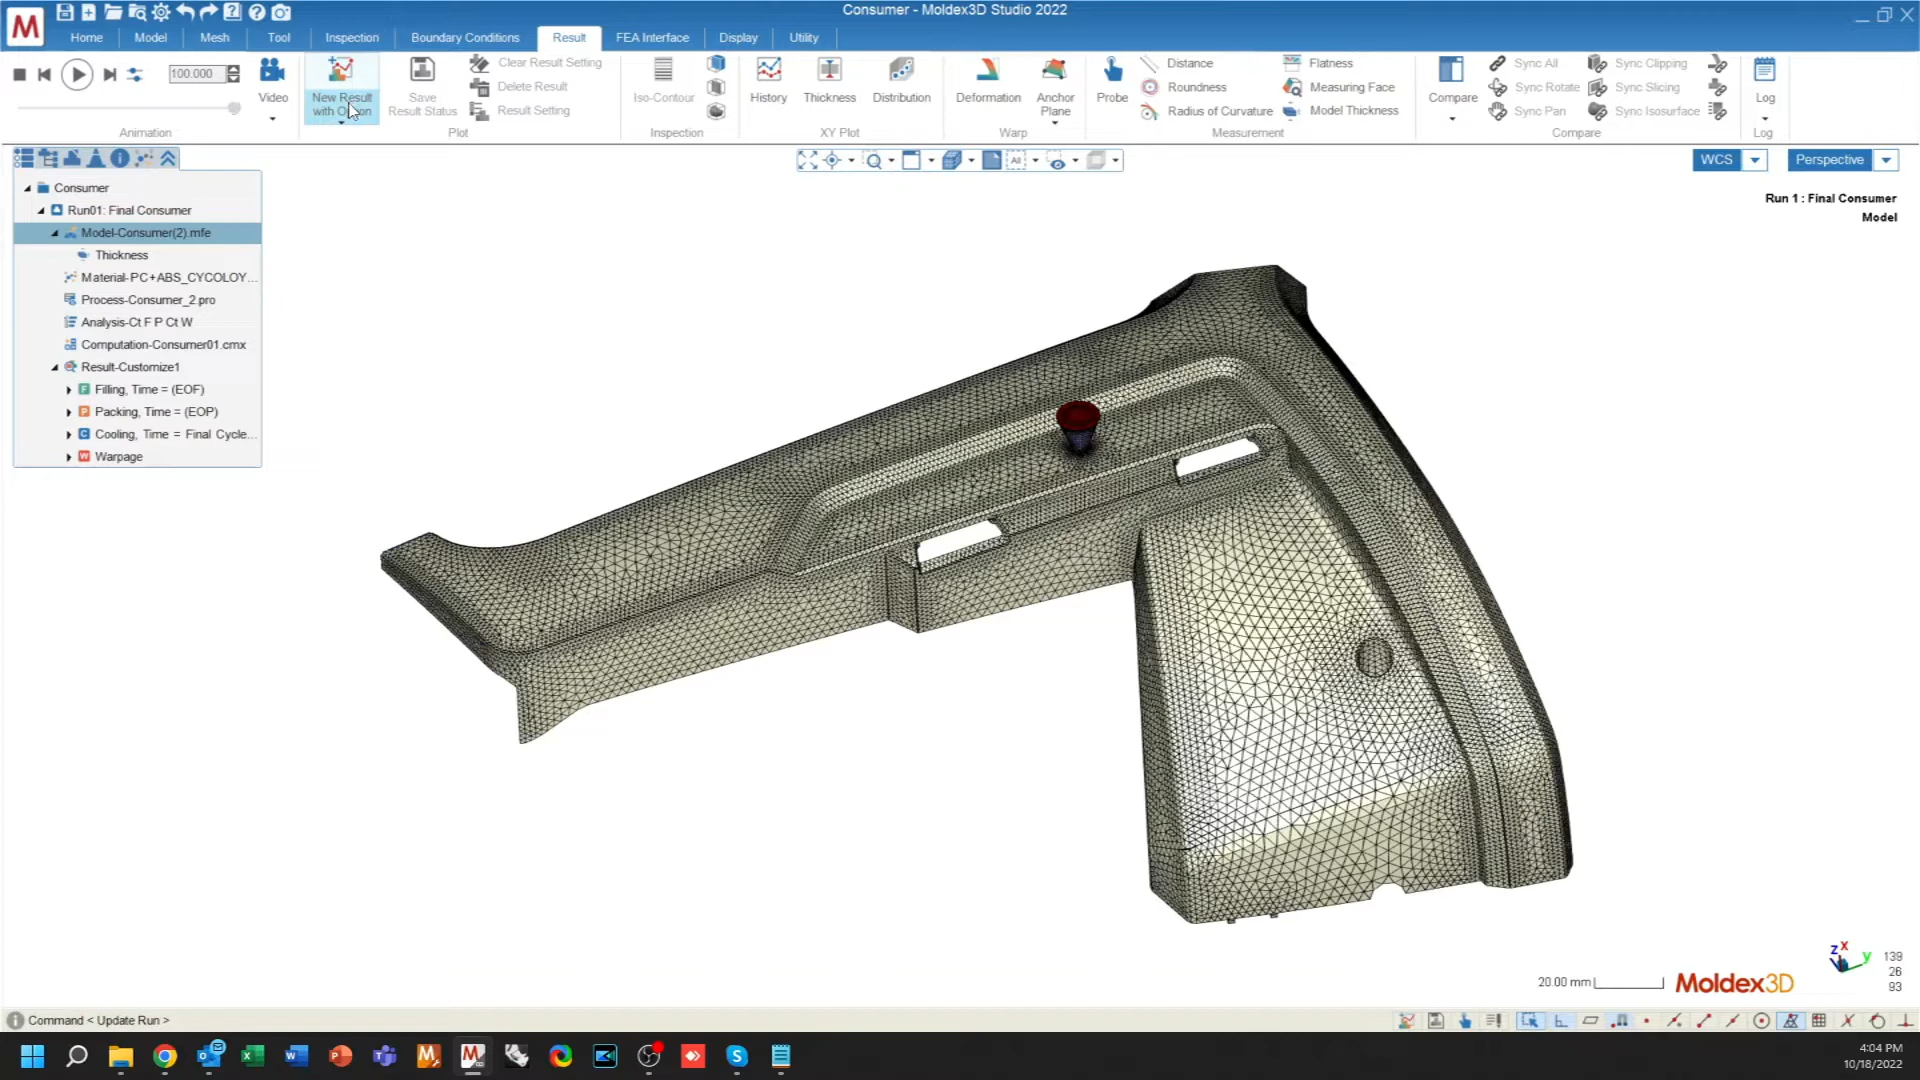 Consumer - Moldex3D Studio 2022
Home Model Mesh Tool Inspection Boundary Conditions Result FEA Interface Display Utility
100.000
Video
Animation
New Result
with Option
Save
Result Status
Clear Result Setting
Delete Result
Result Setting
Plot
Iso-Contour
Inspection
History Thickness Distribution
XY Plot
Deformation
Anchor
Plane
Warp
Probe
Distance
Roundness
Radius of Curvature
Flatness
Measuring Face
Model Thickness
Measurement
Compare
Sync All
Sync Rotate
Sync Pan
Sync Clipping
Sync Slicing
Sync Isosurface
Compare
Log
Log
All
WCS
Perspective
Consumer
Run01: Final Consumer
Model-Consumer(2).mfe
Thickness
Material-PC+ABS_CYCOLOY...
Process-Consumer_2.pro
Analysis-Ct F P Ct W
Computation-Consumer01.cmx
Result-Customize1
F Filling, Time = (EOF)
P Packing, Time = (EOP)
C Cooling, Time = Final Cycle...
W Warpage
Run 1 : Final Consumer
Model
z x y
139
26
93
20.00 mm
Moldex3D
Command < Update Run >
4:04 PM
10/18/2022